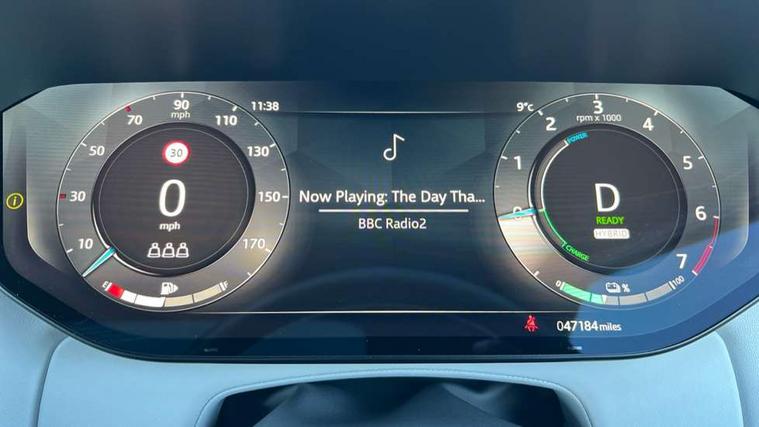 90
mph
70
110
50
130
30
30
150
10
170
0
mph
E
F
11:38
Now Playing: The Day Tha...
BBC Radio2
9°c
3
rpm x 1000
2
4
1
5
0
6
7
POWER
D
READY
HYBRID
CHARGE
0
%
100
047184 miles